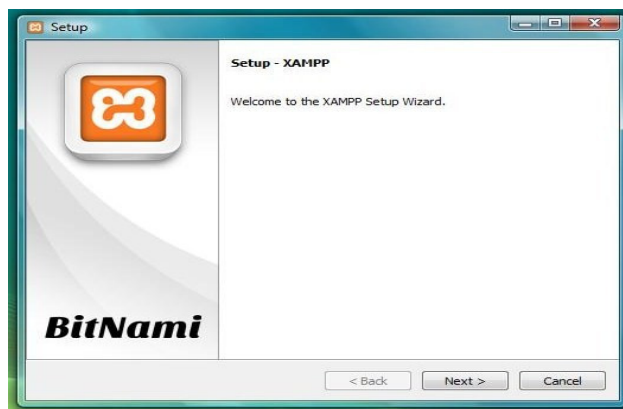 Setup
Setup - XAMPP
Welcome to the XAMPP Setup Wizard.
BitNami
< Back
Next >
Cancel